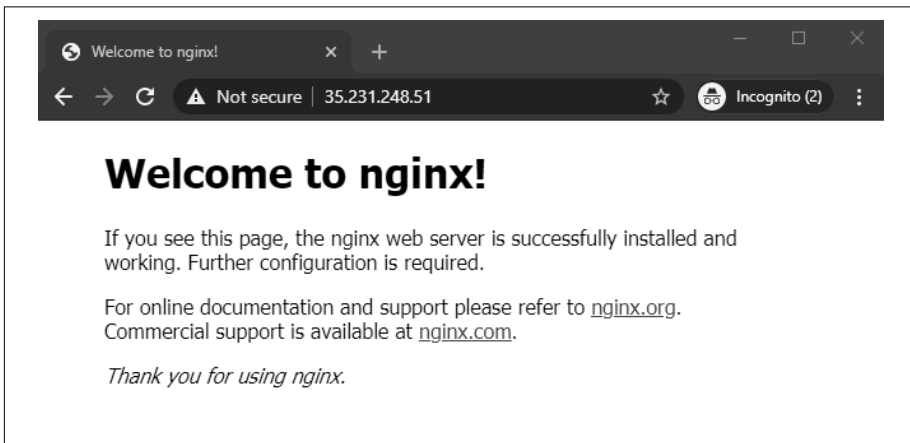 Welcome to nginx!
Not secure | 35.231.248.51 Incognito (2)
Welcome to nginx!
If you see this page, the nginx web server is successfully installed and
working. Further configuration is required.
For online documentation and support please refer to nginx.org.
Commercial support is available at nginx.com.
Thank you for using nginx.